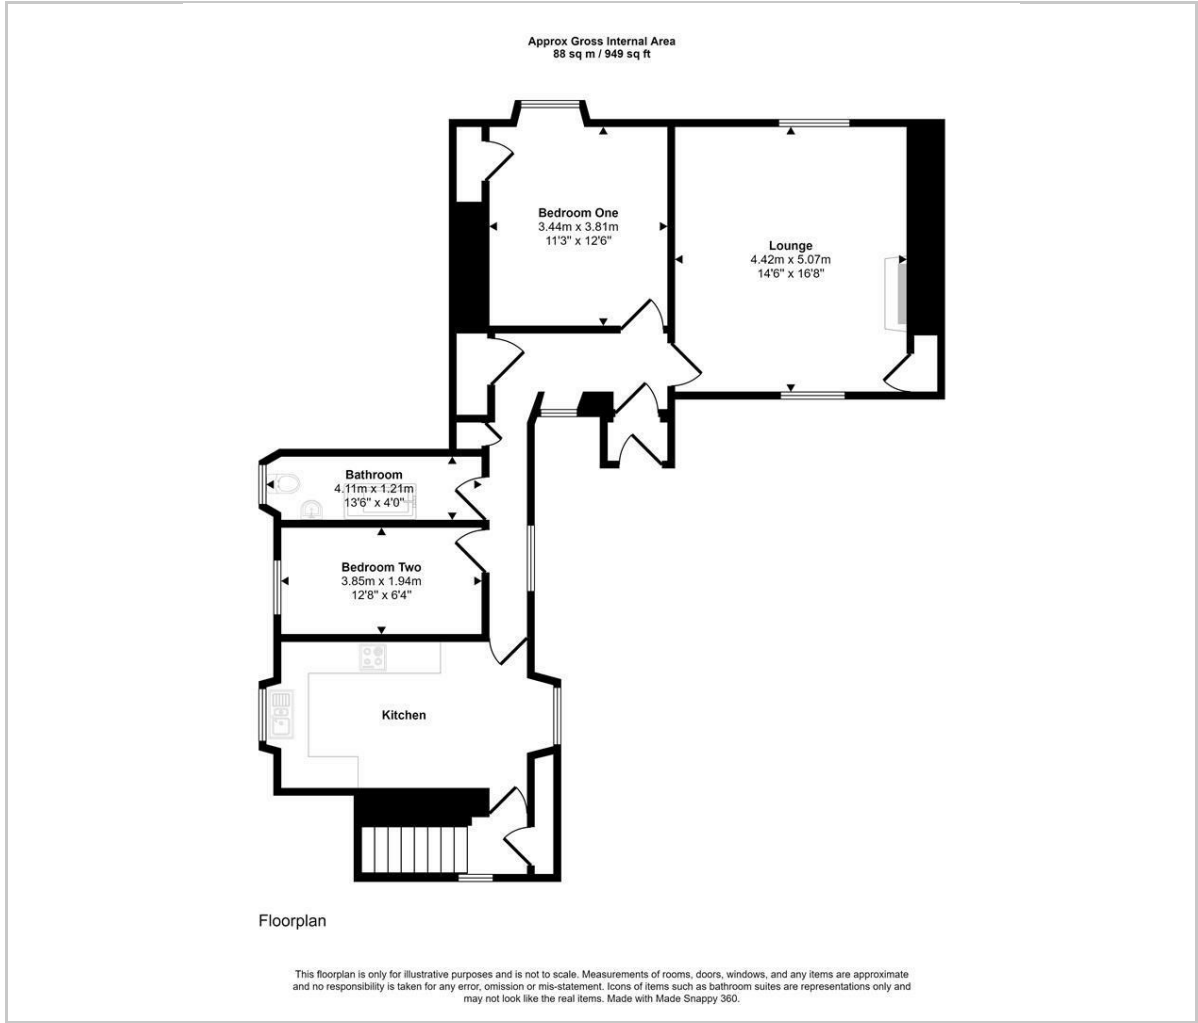 Approx Gross Internal Area
88 sq m / 949 sq ft
Bedroom One
3.44m x 3.81m
11'3" x 12'6"
Lounge
4.42m x 5.07m
14'6" x 16'8"
Bathroom
4.11m x 1.21m
13'6" x 4'0"
Bedroom Two
3.85m x 1.94m
12'8" x 6'4"
Kitchen
Floorplan
This floorplan is only for illustrative purposes and is not to scale. Measurements of rooms, doors, windows, and any items are approximate
and no responsibility is taken for any error, omission or mis-statement. Icons of items such as bathroom suites are representations only and
may not look like the real items. Made with Made Snappy 360.